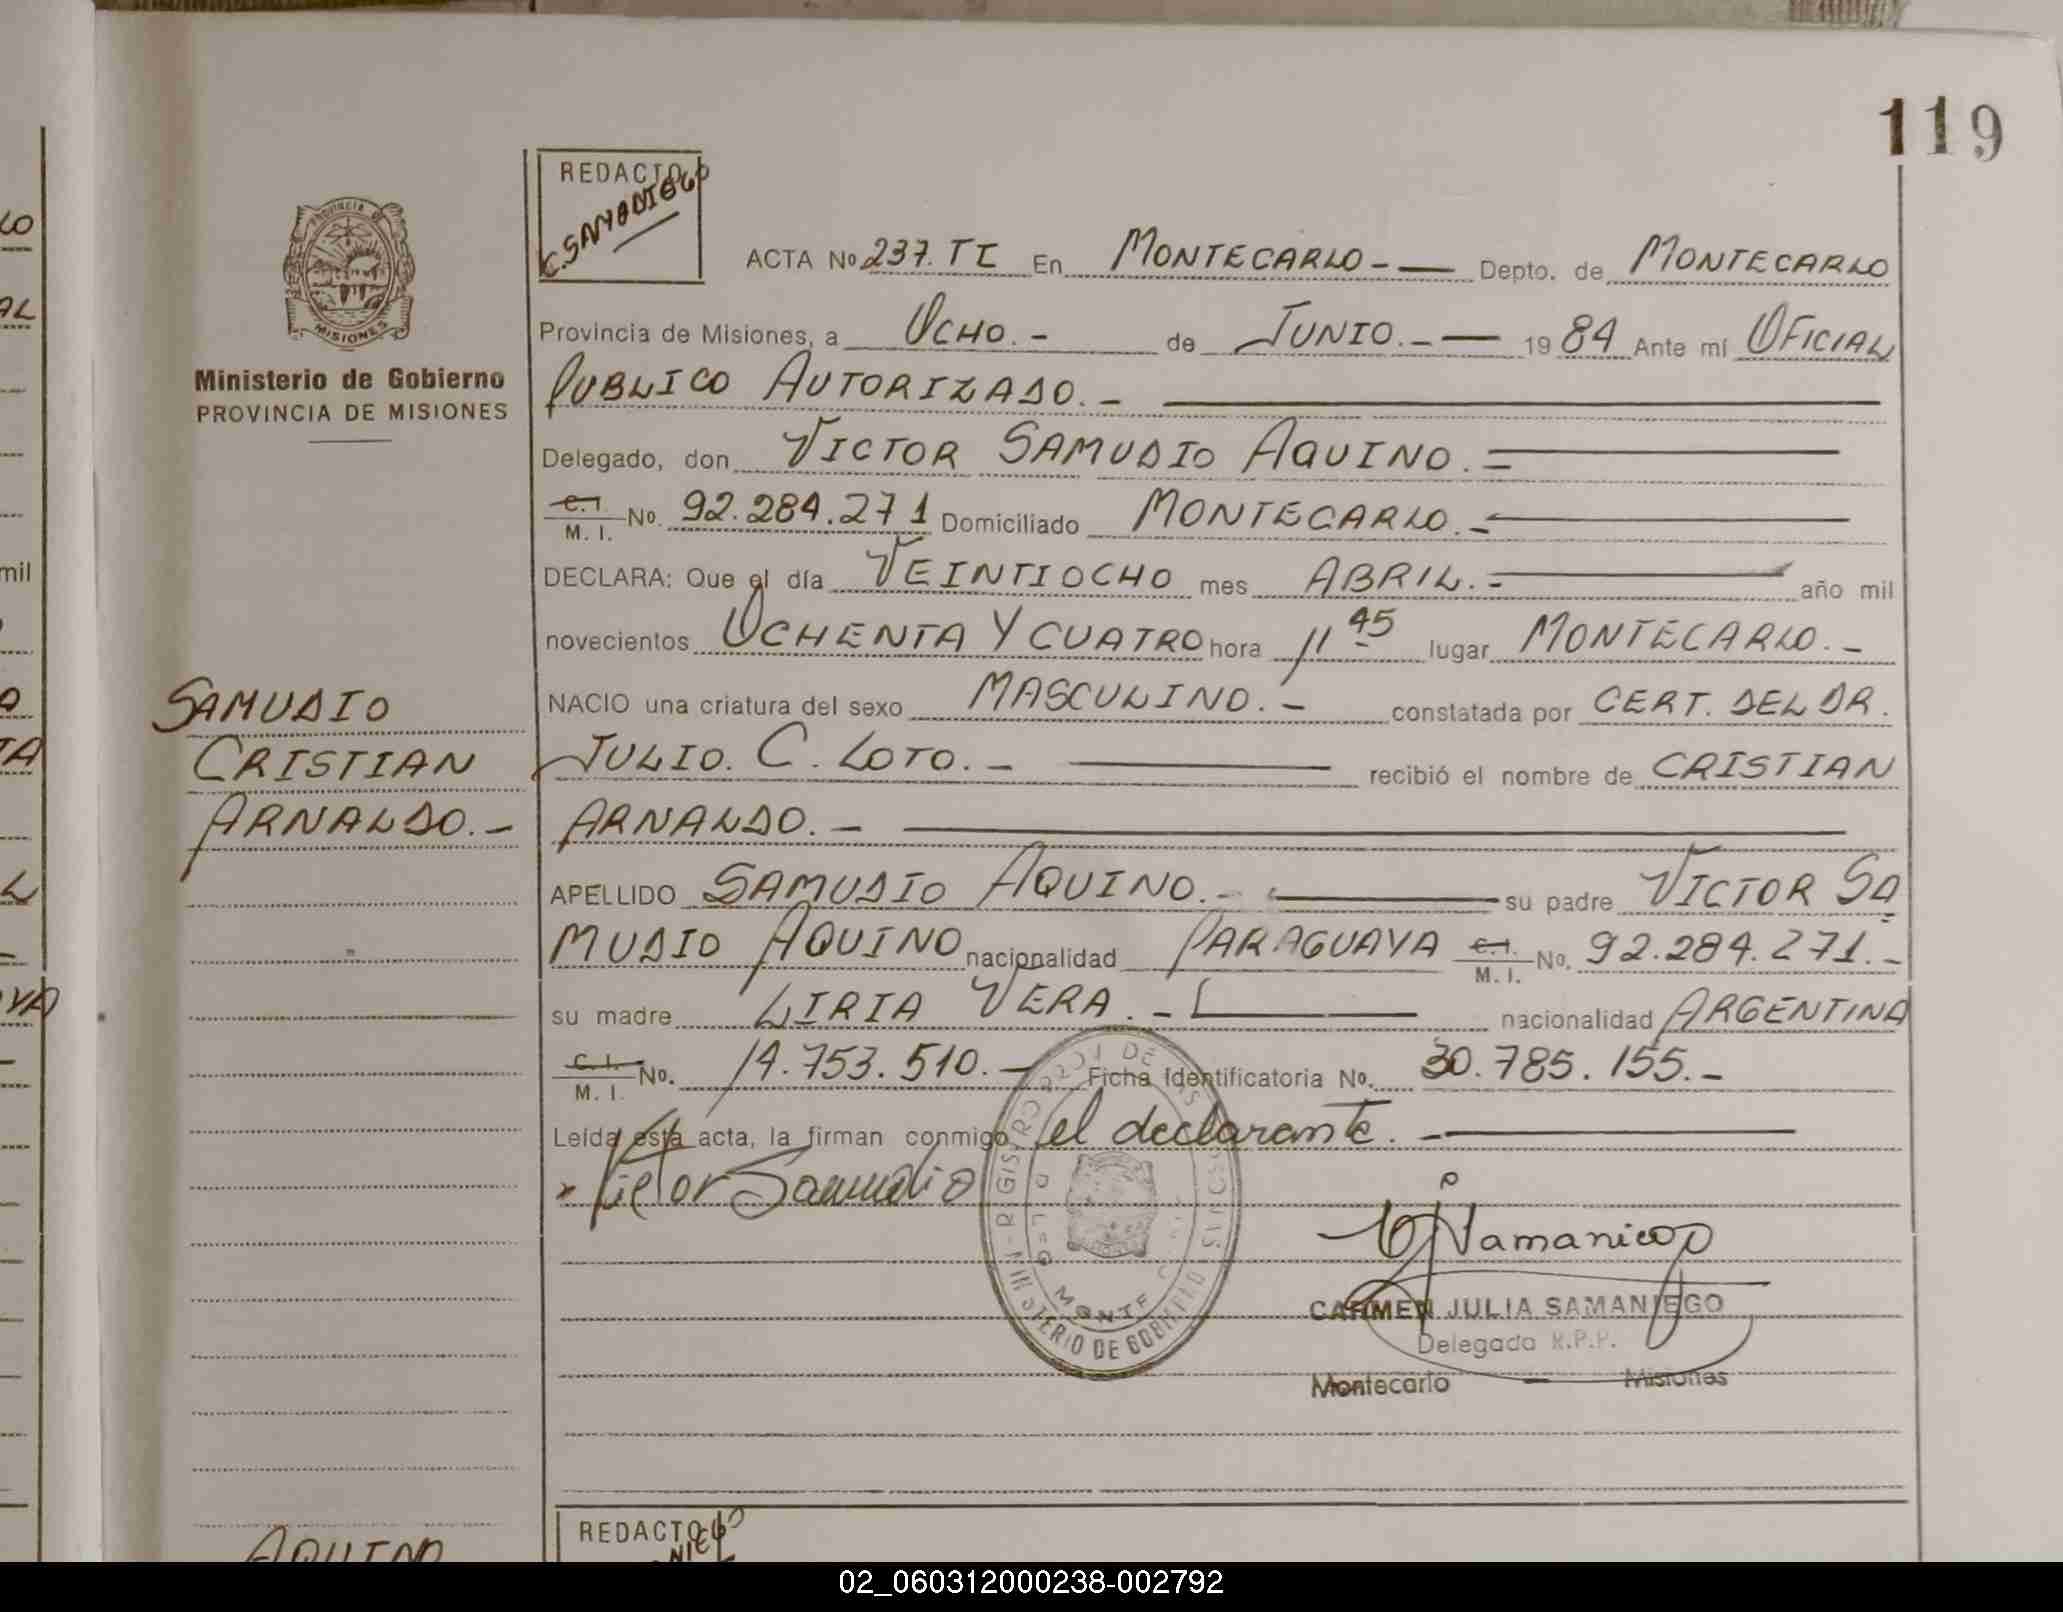 119
REDACTO
C. SAMANIEGO
ACTA No 237. TI En MONTECARLO.- Depto. de MONTECARLO
Provincia de Misiones, a OCHO.- de JUNIO.- 1984 Ante mí OFICIAL
PUBLICO AUTORIZADO.-
Ministerio de Gobierno
PROVINCIA DE MISIONES
Delegado, don VICTOR SAMUDIO AQUINO.-
C.I. M. I. No. 92.284.271 Domiciliado MONTECARLO.-
DECLARA: Que el día VEINTIOCHO mes ABRIL.- año mil
novecientos OCHENTA Y CUATRO hora 11 45 lugar MONTECARLO.-
NACIO una criatura del sexo MASCULINO.- constatada por CERT. DEL DR.
JULIO. C. LOTO.- recibió el nombre de CRISTIAN
ARNALDO.-
SAMUDIO
CRISTIAN
ARNALDO.-
APELLIDO SAMUDIO AQUINO.- su padre VICTOR SA
MUDIO AQUINO nacionalidad PARAGUAYA C.I. M. I. No. 92.284.271.-
su madre LIRIA VERA.- nacionalidad ARGENTINA
C. I. M. I. No. 14.753.510.- Ficha Identificatoria No. 30.785.155.-
Leída esta acta, la firman conmigo el declarante.-
Victor Samudio
MINISTERIO DE GOBIERNO
CARMEN JULIA SAMANIEGO
Delegada R.P.P.
Montecarlo - Misiones
REDACTO
AQUINO
02_060312000238-002792